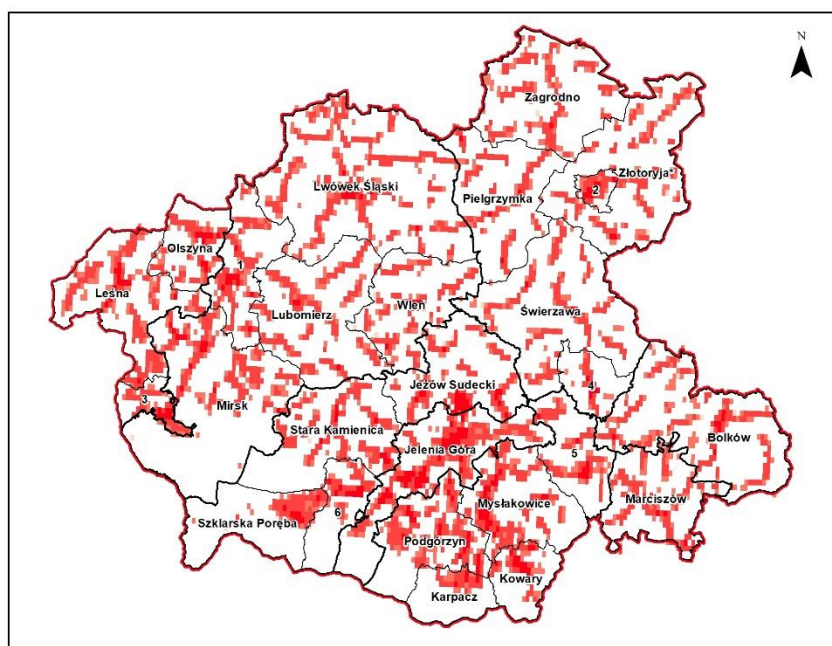 N
Zagrodno
Złotoryja
2
Lwówek Śląski
Pielgrzymka
Olszyna
1
Leśna
Lubomierz
Wleń
Świerzawa
3
Mirsk
Jeżów Sudecki
4
Stara Kamienica
Jelenia Góra
5
Bolków
Mysłakowice
Marciszów
Szklarska Poręba
6
Podgórzyn
Kowary
Karpacz